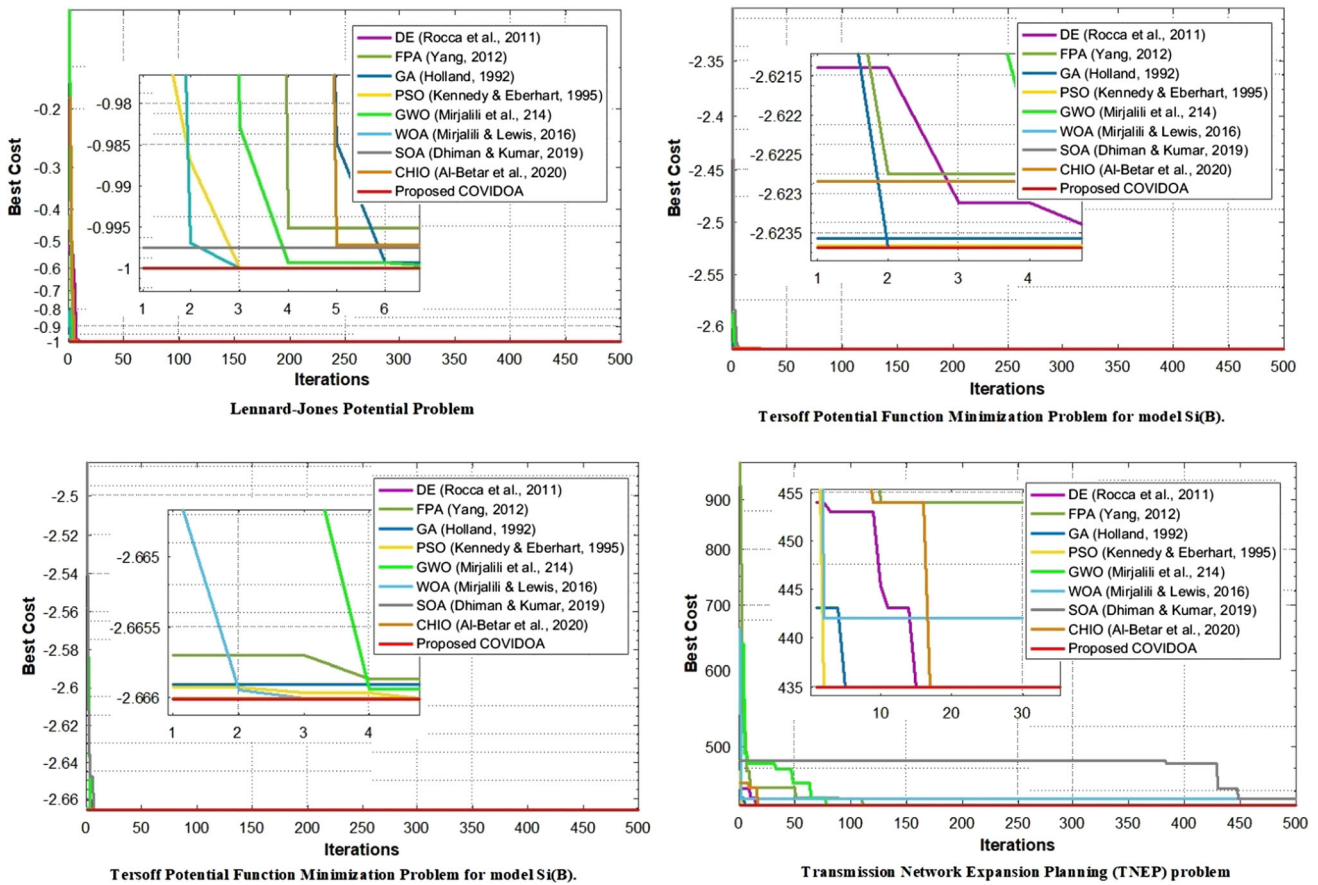 Best Cost
-0.2
-0.3
-0.4
-0.5
-0.6
-0.7
-0.8
-0.9
-1
0 50 100 150 200 250 300 350 400 450 500
Iterations
DE (Rocca et al., 2011)
FPA (Yang, 2012)
GA (Holland, 1992)
PSO (Kennedy & Eberhart, 1995)
GWO (Mirjalili et al., 214)
WOA (Mirjalili & Lewis, 2016)
SOA (Dhiman & Kumar, 2019)
CHIO (Al-Betar et al., 2020)
Proposed COVIDOA
-0.98
-0.985
-0.99
-0.995
-1
1 2 3 4 5 6
Lennard-Jones Potential Problem
Best Cost
-2.35
-2.4
-2.45
-2.5
-2.55
-2.6
0 50 100 150 200 250 300 350 400 450 500
Iterations
DE (Rocca et al., 2011)
FPA (Yang, 2012)
GA (Holland, 1992)
PSO (Kennedy & Eberhart, 1995)
GWO (Mirjalili et al., 214)
WOA (Mirjalili & Lewis, 2016)
SOA (Dhiman & Kumar, 2019)
CHIO (Al-Betar et al., 2020)
Proposed COVIDOA
-2.6215
-2.622
-2.6225
-2.623
-2.6235
1 2 3 4
Tersoff Potential Function Minimization Problem for model Si(B).
Best Cost
-2.5
-2.52
-2.54
-2.56
-2.58
-2.6
-2.62
-2.64
-2.66
0 50 100 150 200 250 300 350 400 450 500
Iterations
DE (Rocca et al., 2011)
FPA (Yang, 2012)
GA (Holland, 1992)
PSO (Kennedy & Eberhart, 1995)
GWO (Mirjalili et al., 214)
WOA (Mirjalili & Lewis, 2016)
SOA (Dhiman & Kumar, 2019)
CHIO (Al-Betar et al., 2020)
Proposed COVIDOA
-2.665
-2.6655
-2.666
1 2 3 4
Tersoff Potential Function Minimization Problem for model Si(B).
Best Cost
900
800
700
600
500
0 50 100 150 200 250 300 350 400 450 500
Iterations
DE (Rocca et al., 2011)
FPA (Yang, 2012)
GA (Holland, 1992)
PSO (Kennedy & Eberhart, 1995)
GWO (Mirjalili et al., 214)
WOA (Mirjalili & Lewis, 2016)
SOA (Dhiman & Kumar, 2019)
CHIO (Al-Betar et al., 2020)
Proposed COVIDOA
455
450
445
440
435
10 20 30
Transmission Network Expansion Planning (TNEP) problem